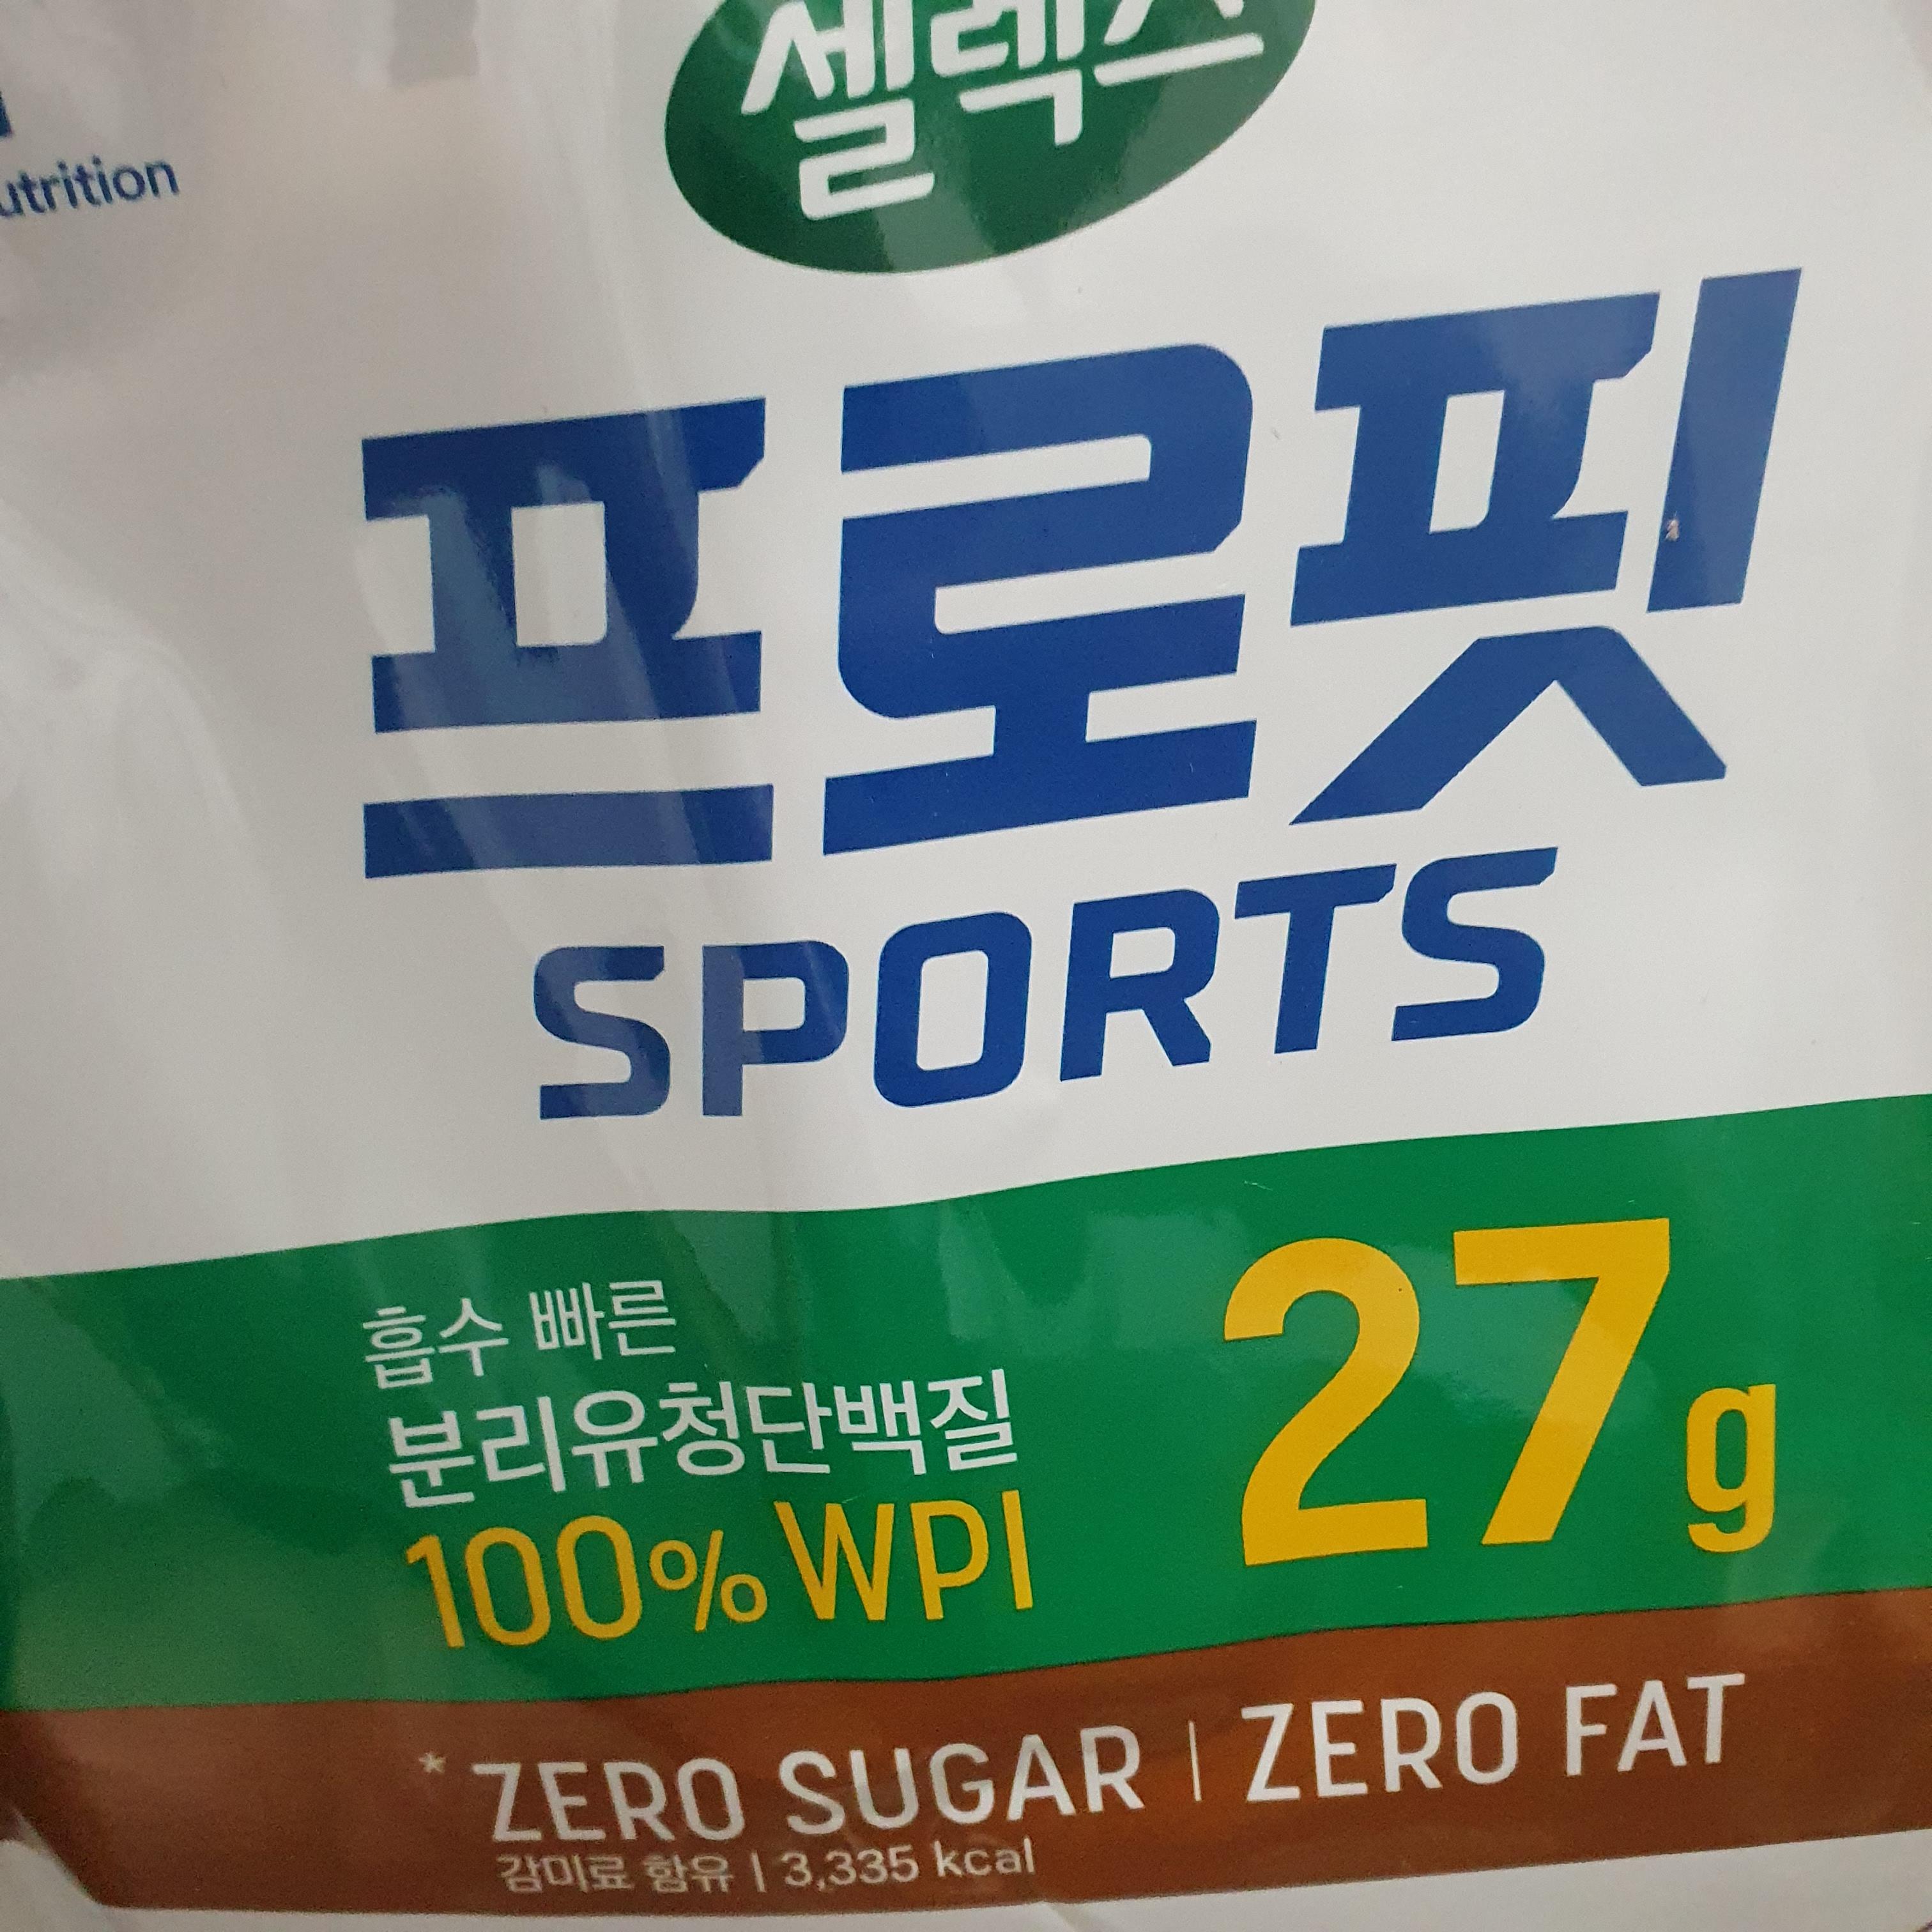 셀렉스
utrition
프로핏
SPORTS
흡수 빠른
분리유청단백질
100% WPI
27g
* ZERO SUGAR | ZERO FAT
감미료 함유 | 3,335 kcal